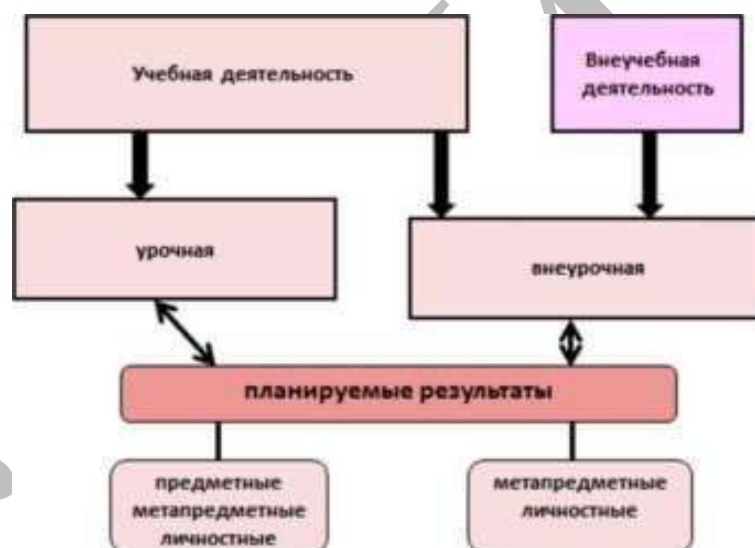 Учебная деятельность
Внеучебная
деятельность
урочная
внеурочная
планируемые результаты
предметные
метапредметные
личностные
метапредметные
личностные